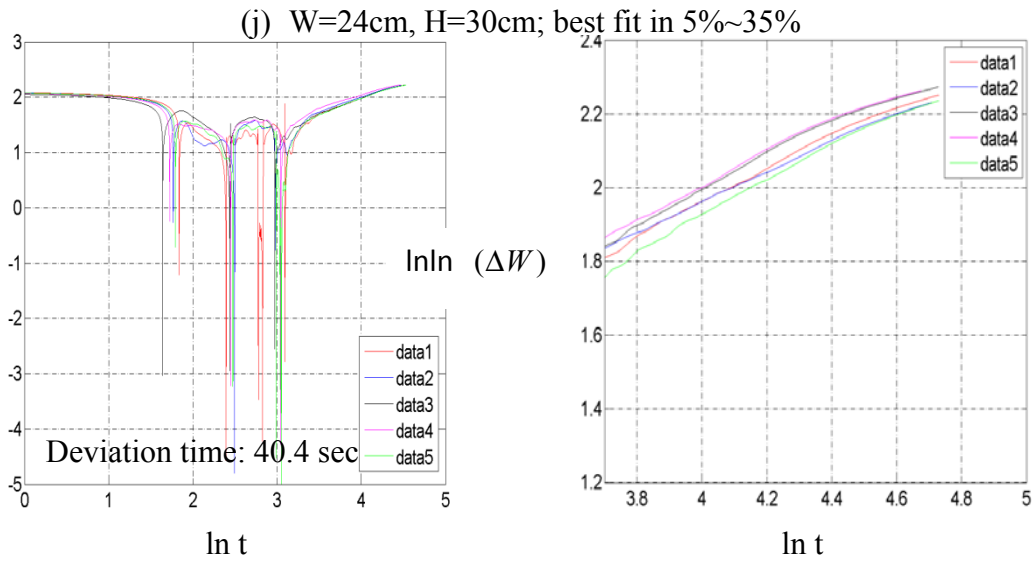 (j) W=24cm, H=30cm; best fit in 5%~35%
3
2
1
0
-1
-2
-3
-4
-5
0 1 2 3 4 5
data1
data2
data3
data4
data5
Deviation time: 40.4 sec
ln t
lnln (ΔW)
2.4
2.2
2
1.8
1.6
1.4
1.2
3.8 4 4.2 4.4 4.6 4.8 5
data1
data2
data3
data4
data5
ln t